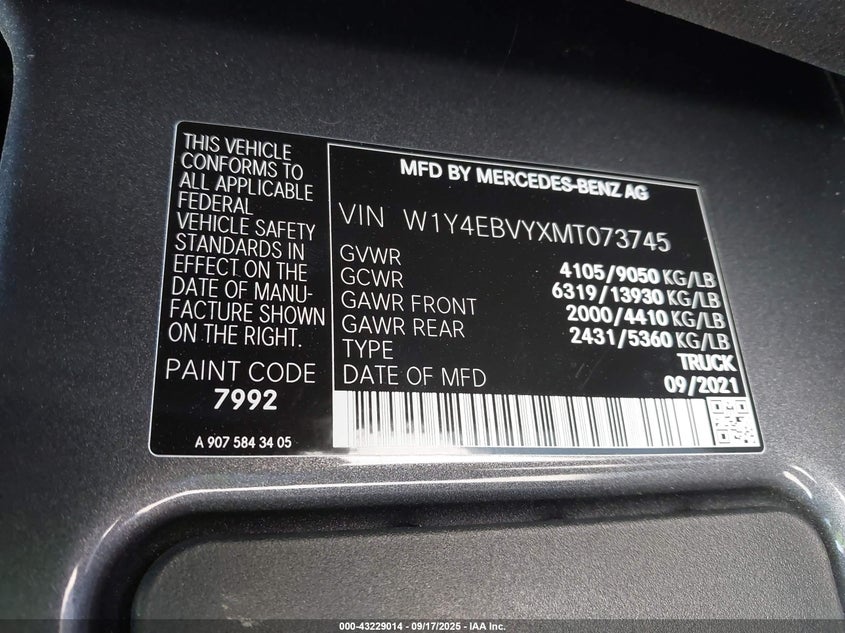 THIS VEHICLE
CONFORMS TO
ALL APPLICABLE
FEDERAL
VEHICLE SAFETY
STANDARDS IN
EFFECT ON THE
DATE OF MANU-
FACTURE SHOWN
ON THE RIGHT.
PAINT CODE
7992
A 907 584 34 05
MFD BY MERCEDES-BENZ AG
VIN W1Y4EBVYXMT073745
GVWR 4105/9050 KG/LB
GCWR 6319/13930 KG/LB
GAWR FRONT 2000/4410 KG/LB
GAWR REAR 2431/5360 KG/LB
TYPE TRUCK
DATE OF MFD 09/2021
000-43229014 - 09/17/2025 - IAA Inc.